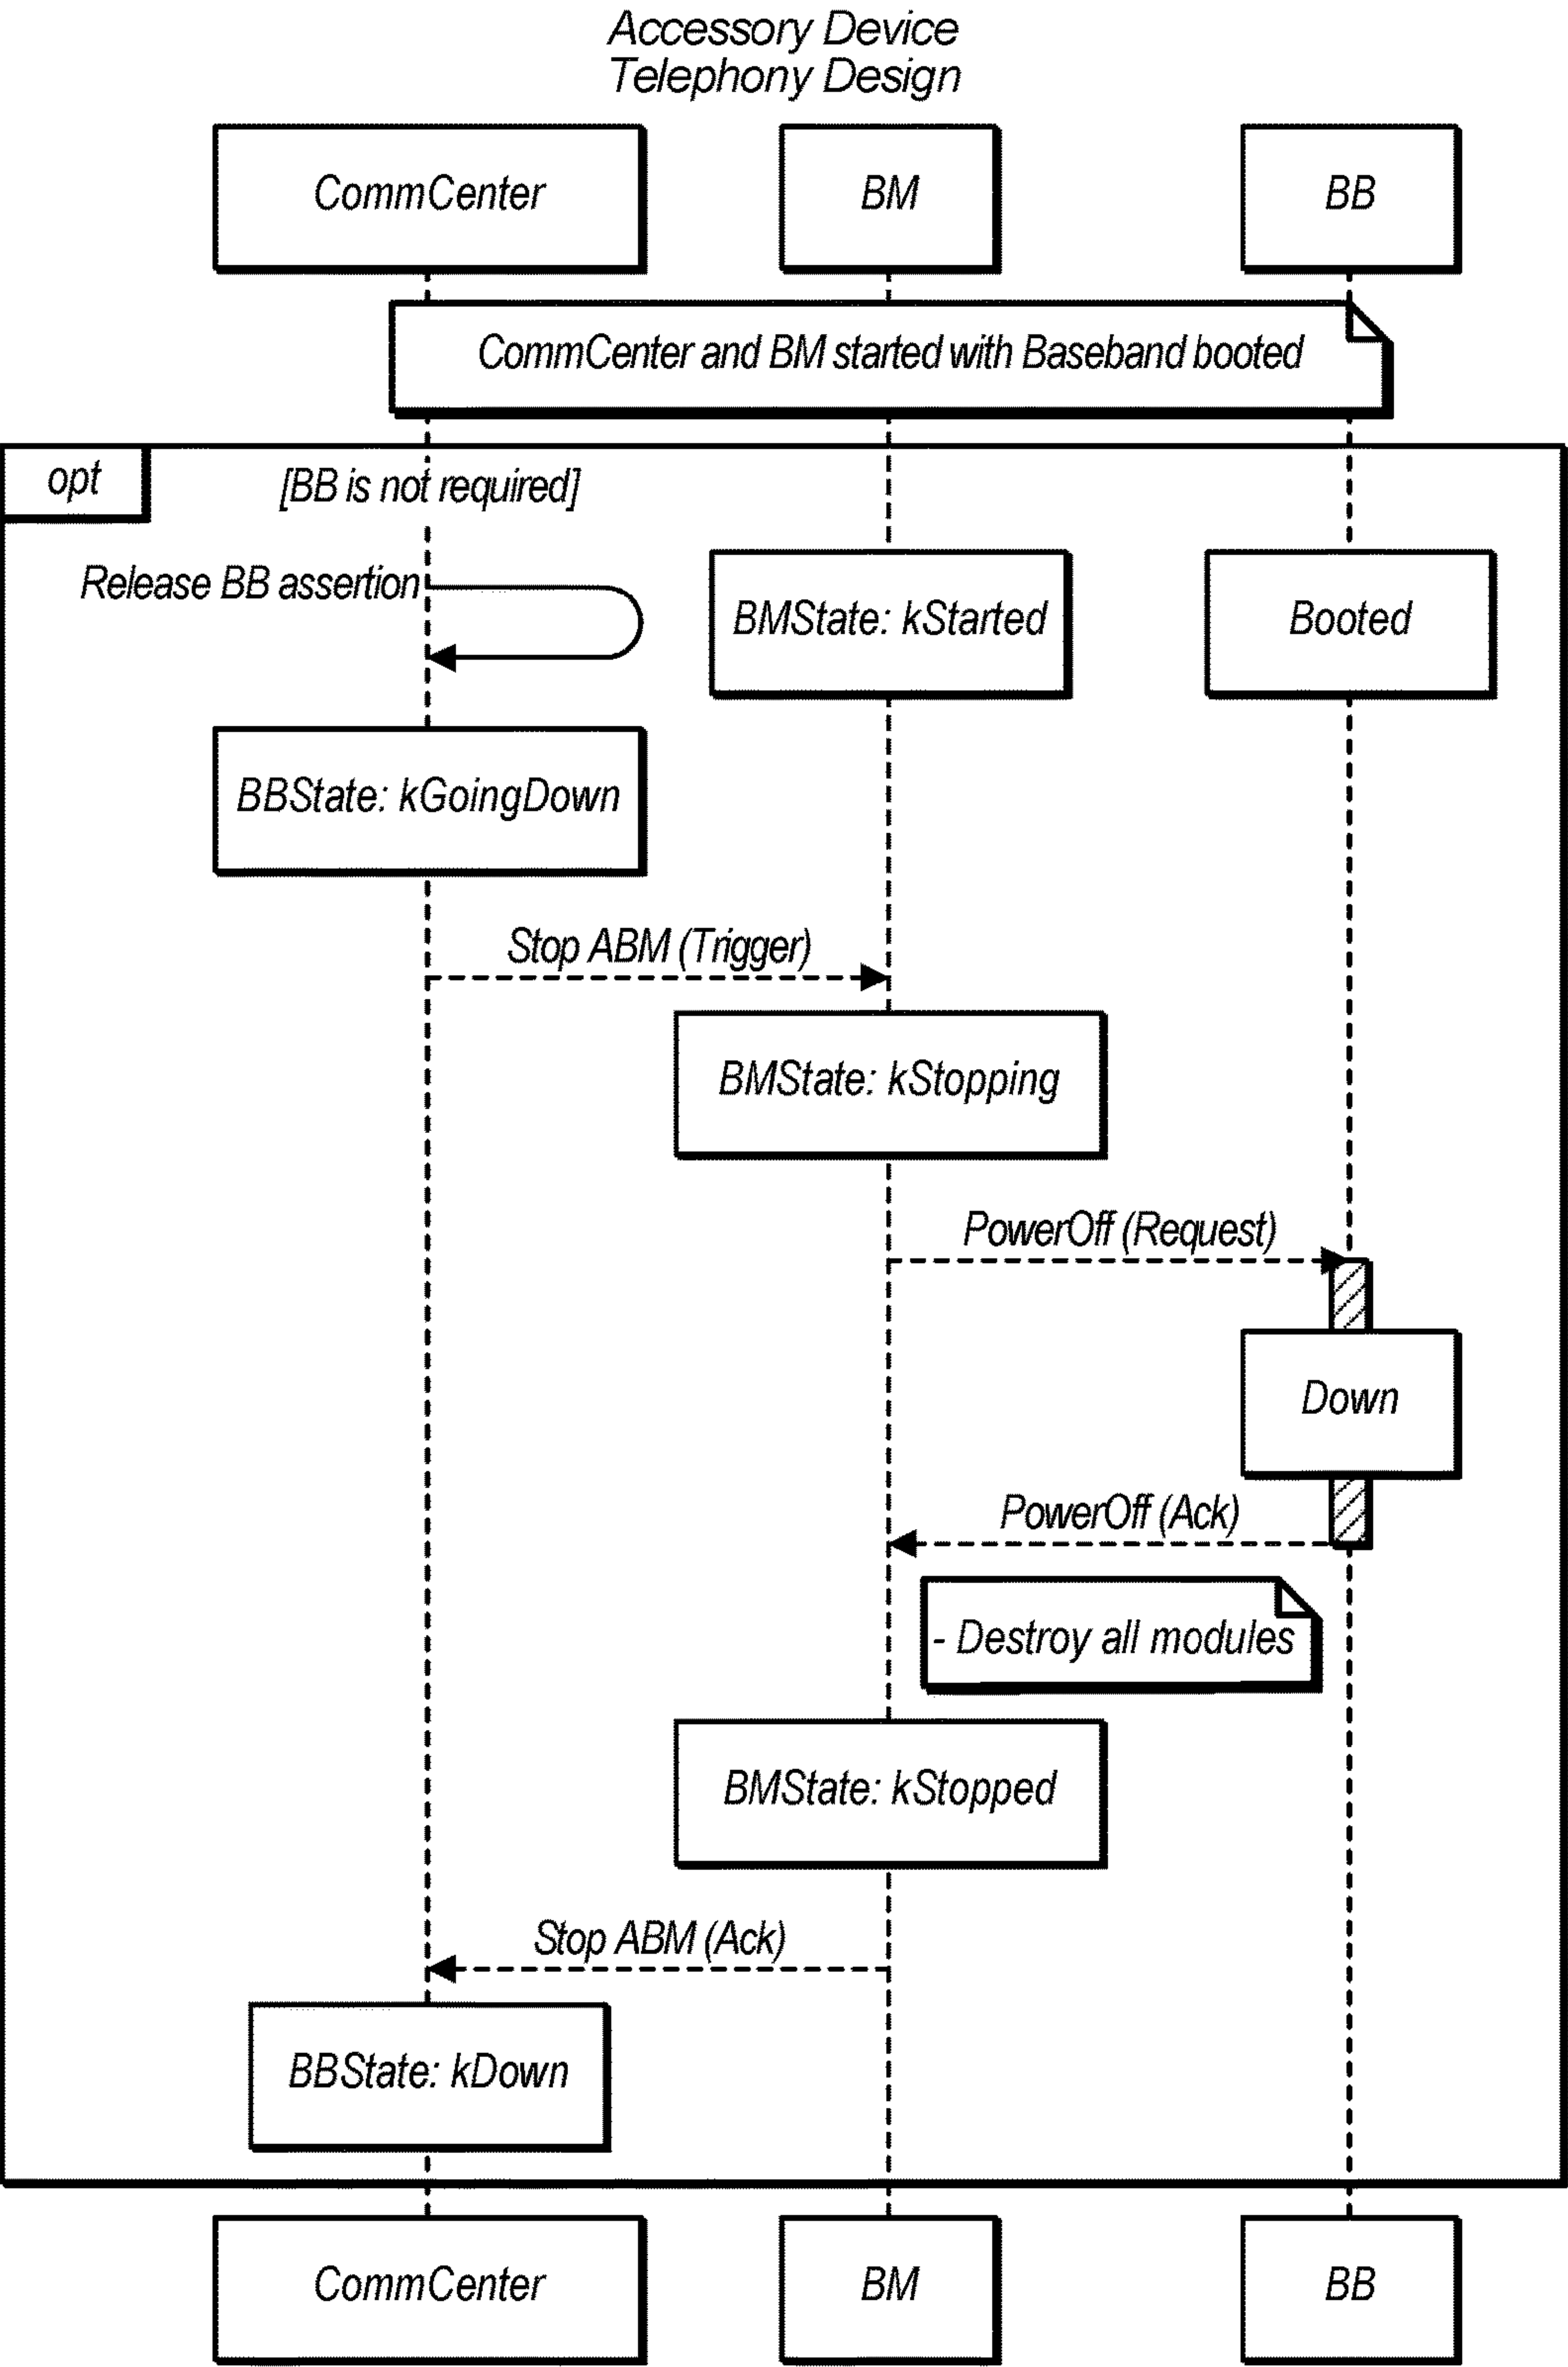 Accessory Device
Telephony Design
CommCenter
BM
BB
CommCenter and BM started with Baseband booted
opt
[BB is not required]
Release BB assertion
BMState: kStarted
Booted
BBState: kGoingDown
Stop ABM (Trigger)
BMState: kStopping
PowerOff (Request)
Down
PowerOff (Ack)
- Destroy all modules
BMState: kStopped
Stop ABM (Ack)
BBState: kDown
CommCenter
BM
BB